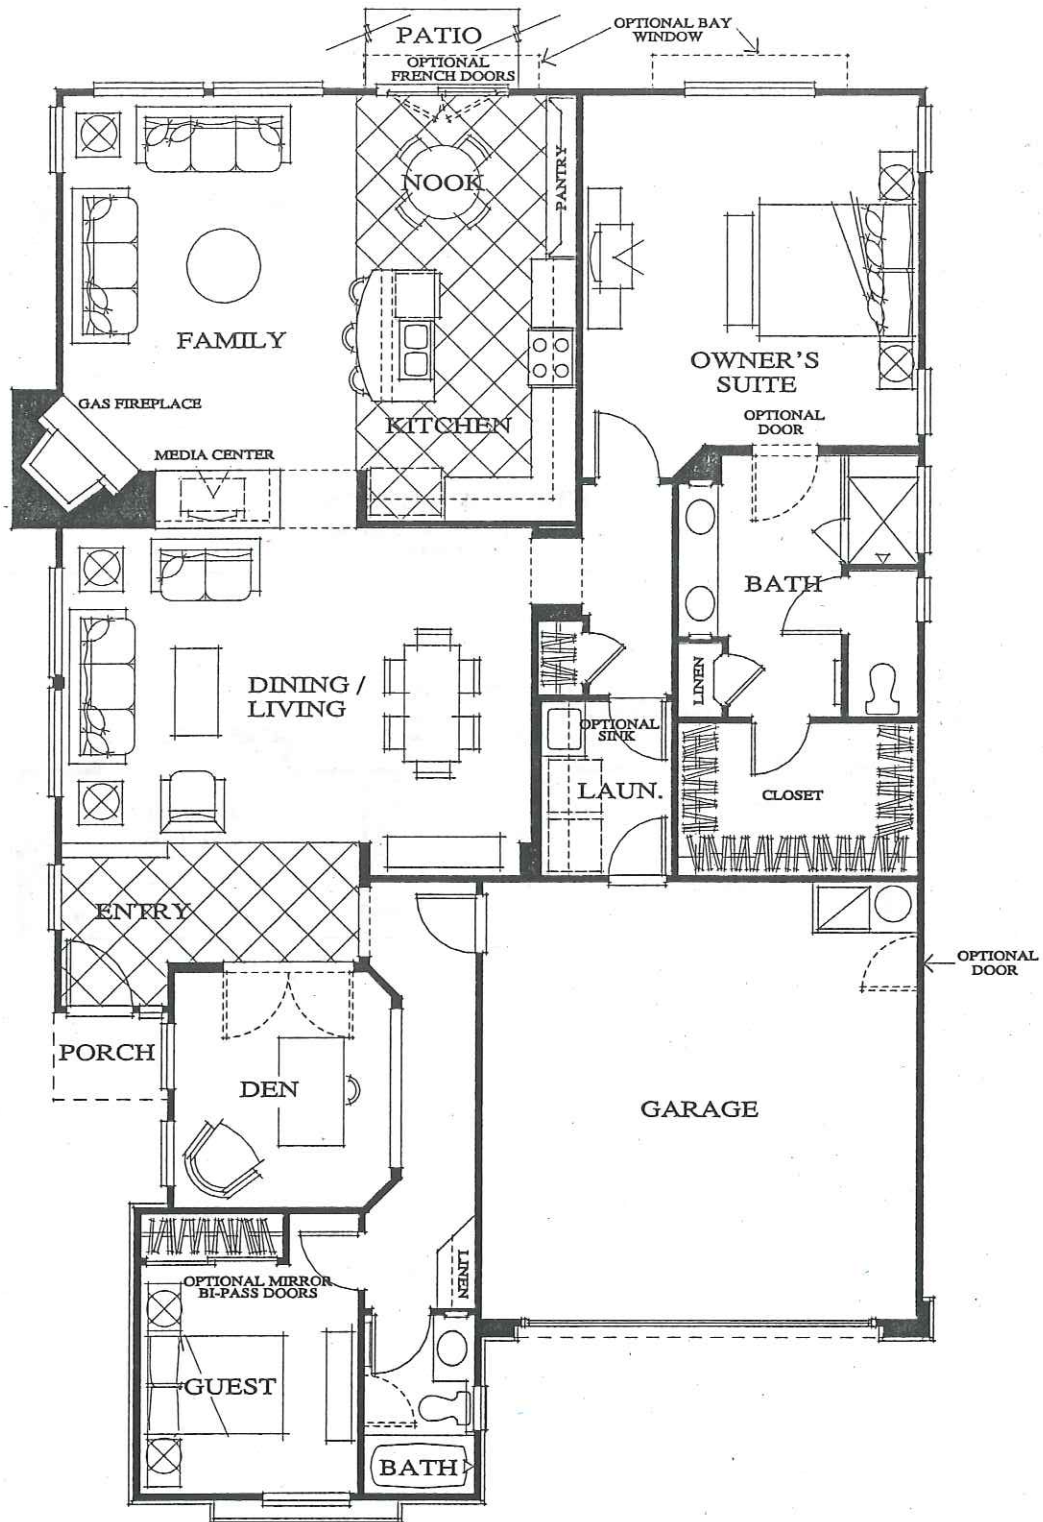 OPTIONAL BAY
WINDOW
PATIO
OPTIONAL
FRENCH DOORS
NOOK
PANTRY
FAMILY
OWNER'S
SUITE
GAS FIREPLACE
KITCHEN
OPTIONAL
DOOR
MEDIA CENTER
BATH
LINEN
DINING /
LIVING
OPTIONAL
SINK
LAUN.
CLOSET
ENTRY
OPTIONAL
DOOR
PORCH
DEN
GARAGE
LINEN
OPTIONAL MIRROR
BI-PASS DOORS
GUEST
BATH